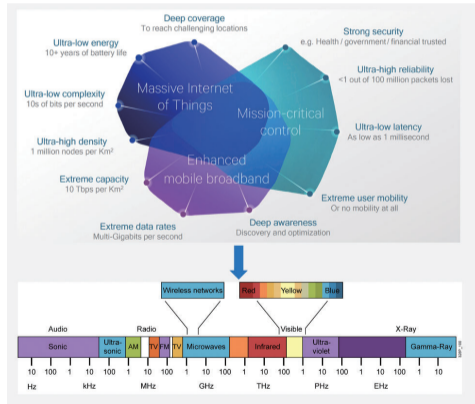 Deep coverage
To reach challenging locations
Strong security
e.g. Health / government / financial trusted
Ultra-low energy
10+ years of battery life
Ultra-high reliability
<1 out of 100 million packets lost
Ultra-low complexity
10s of bits per second
Massive Internet
of Things
Mission-critical
control
Ultra-low latency
As low as 1 millisecond
Ultra-high density
1 million nodes per Km²
Enhanced
mobile broadband
Extreme capacity
10 Tbps per Km²
Extreme user mobility
Or no mobility at all
Extreme data rates
Multi-Gigabits per second
Deep awareness
Discovery and optimization
Wireless networks
Red Yellow Blue
Audio Radio Visible X-Ray
Sonic Ultra-sonic AM TV FM TV Microwaves Infrared Ultra-violet Gamma-Ray
10 100 1 10 100 1 10 100 1 10 100 1 10 100 1 10 100 1 10 100 1 10
Hz kHz MHz GHz THz PHz EHz